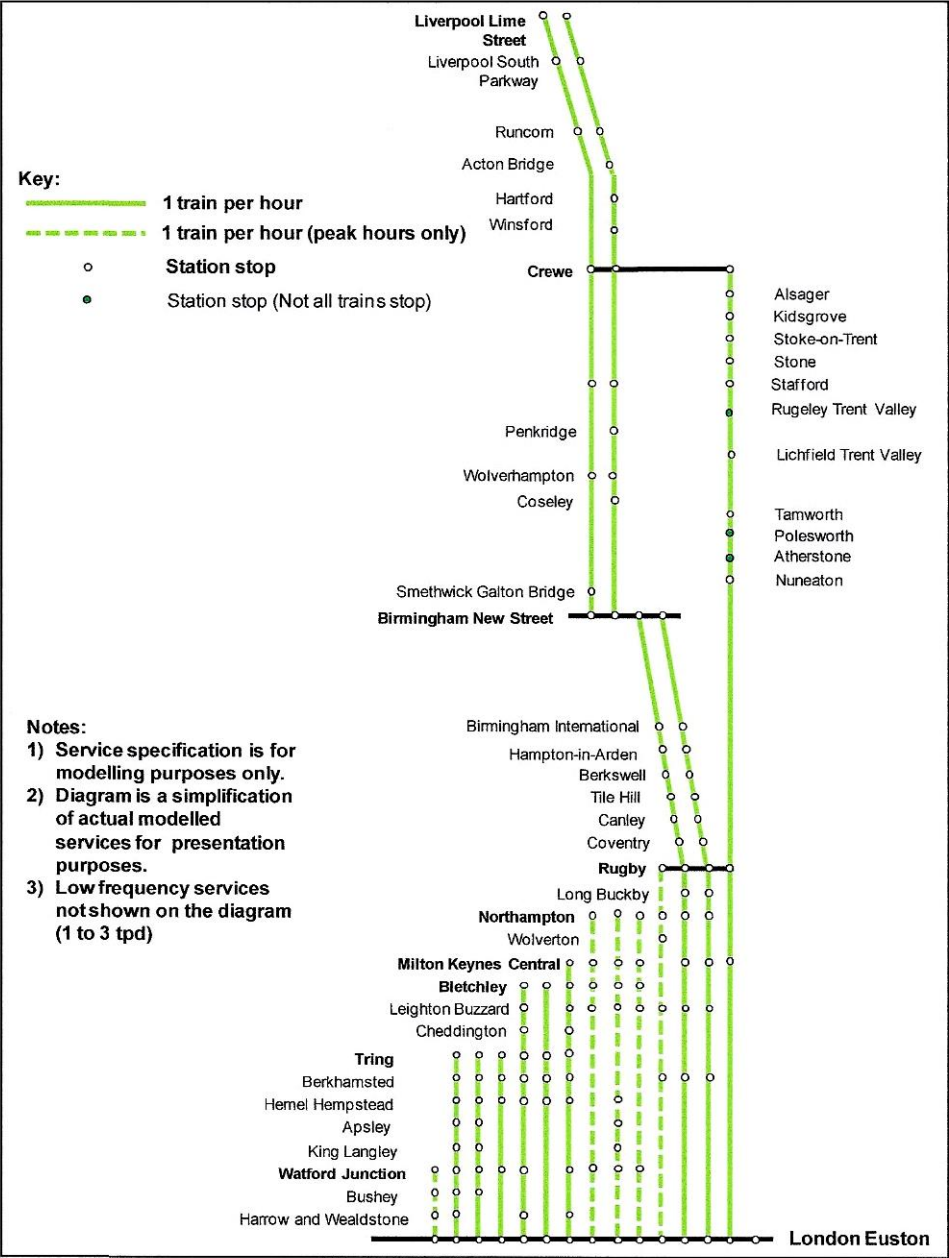 Liverpool Lime
Street
Liverpool South
Parkway
Runcorn
Acton Bridge
Key:
1 train per hour
1 train per hour (peak hours only)
Station stop
Station stop (Not all trains stop)
Hartford
Winsford
Crewe
Alsager
Kidsgrove
Stoke-on-Trent
Stone
Stafford
Rugeley Trent Valley
Penkridge
Lichfield Trent Valley
Wolverhampton
Coseley
Tamworth
Polesworth
Atherstone
Nuneaton
Smethwick Galton Bridge
Birmingham New Street
Notes:
1) Service specification is for
modelling purposes only.
2) Diagram is a simplification
of actual modelled
services for presentation
purposes.
3) Low frequency services
not shown on the diagram
(1 to 3 tpd)
Birmingham International
Hampton-in-Arden
Berkswell
Tile Hill
Canley
Coventry
Rugby
Long Buckby
Northampton
Wolverton
Milton Keynes Central
Bletchley
Leighton Buzzard
Cheddington
Tring
Berkhamsted
Hemel Hempstead
Apsley
King Langley
Watford Junction
Bushey
Harrow and Wealdstone
London Euston